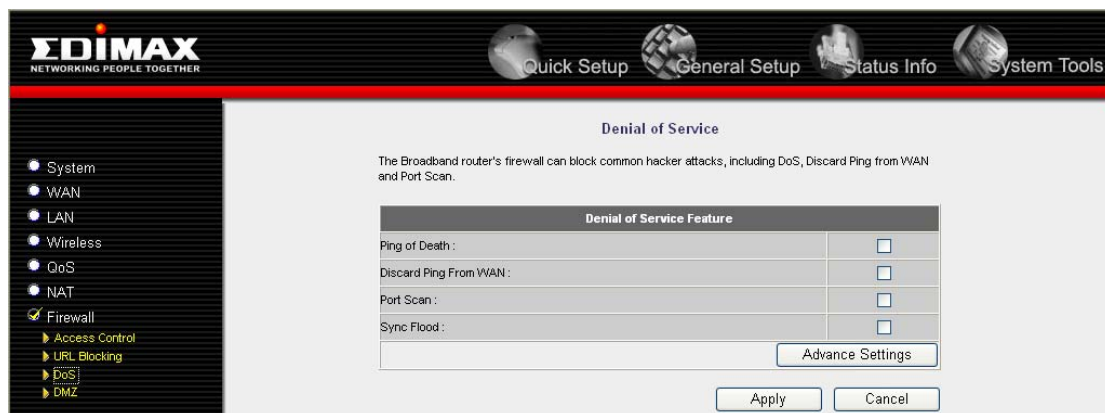 EDIMAX
NETWORKING PEOPLE TOGETHER
Quick Setup
General Setup
Status Info
System Tools
System
WAN
LAN
Wireless
QoS
NAT
Firewall
Access Control
URL Blocking
DoS
DMZ
Denial of Service
The Broadband router's firewall can block common hacker attacks, including DoS, Discard Ping from WAN
and Port Scan.
Denial of Service Feature
Ping of Death :
Discard Ping From WAN :
Port Scan :
Sync Flood :
Advance Settings
Apply
Cancel